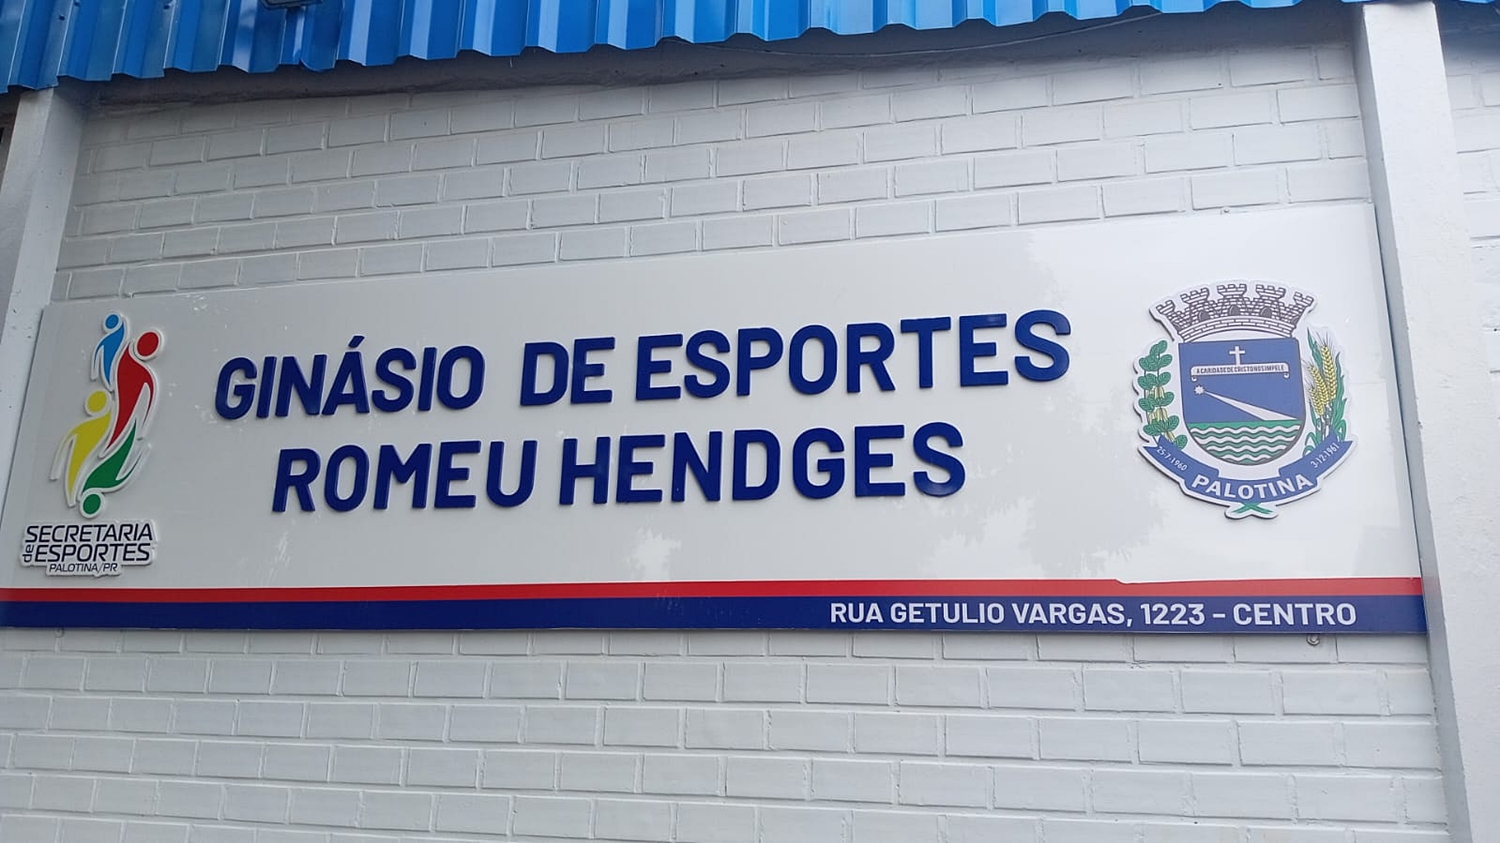 GINÁSIO DE ESPORTES
ROMEU HENDGES
SECRETARIA
de ESPORTES
PALOTINA/PR
A CARIDADE DE CRISTO NOS IMPELE
25-7-1960
PALOTINA
3-12-1961
RUA GETULIO VARGAS, 1223 - CENTRO